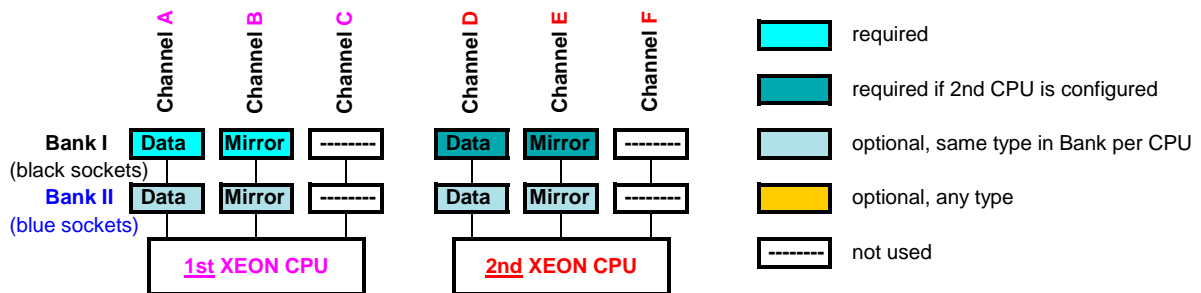 Channel A
Channel B
Channel C
Channel D
Channel E
Channel F
Bank I
(black sockets)
Data Mirror ---------
Data Mirror ---------
Bank II
(blue sockets)
Data Mirror ---------
Data Mirror ---------
1st XEON CPU
2nd XEON CPU
required
required if 2nd CPU is configured
optional, same type in Bank per CPU
optional, any type
--------- not used